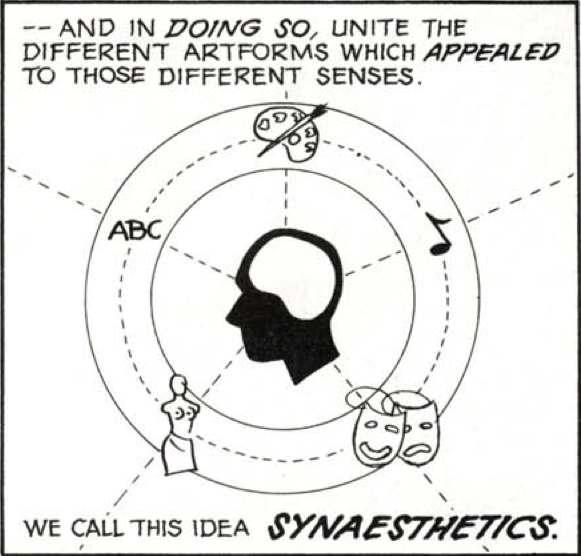 -- AND IN DOING SO, UNITE THE
DIFFERENT ARTFORMS WHICH APPEALED
TO THOSE DIFFERENT SENSES.
ABC
WE CALL THIS IDEA SYNAESTHETICS.